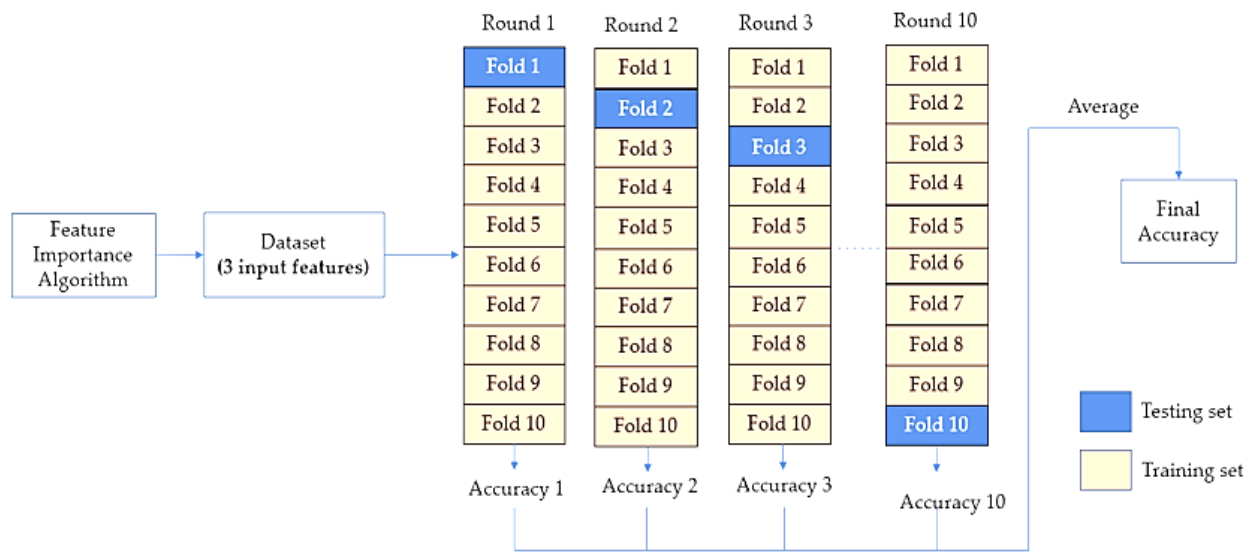 Round 1
Round 2
Round 3
Round 10
Fold 1
Fold 2
Fold 3
Fold 4
Fold 5
Fold 6
Fold 7
Fold 8
Fold 9
Fold 10
Fold 1
Fold 2
Fold 3
Fold 4
Fold 5
Fold 6
Fold 7
Fold 8
Fold 9
Fold 10
Fold 1
Fold 2
Fold 3
Fold 4
Fold 5
Fold 6
Fold 7
Fold 8
Fold 9
Fold 10
Fold 1
Fold 2
Fold 3
Fold 4
Fold 5
Fold 6
Fold 7
Fold 8
Fold 9
Fold 10
Feature
Importance
Algorithm
Dataset
(3 input features)
Average
Final
Accuracy
Testing set
Training set
Accuracy 1
Accuracy 2
Accuracy 3
Accuracy 10